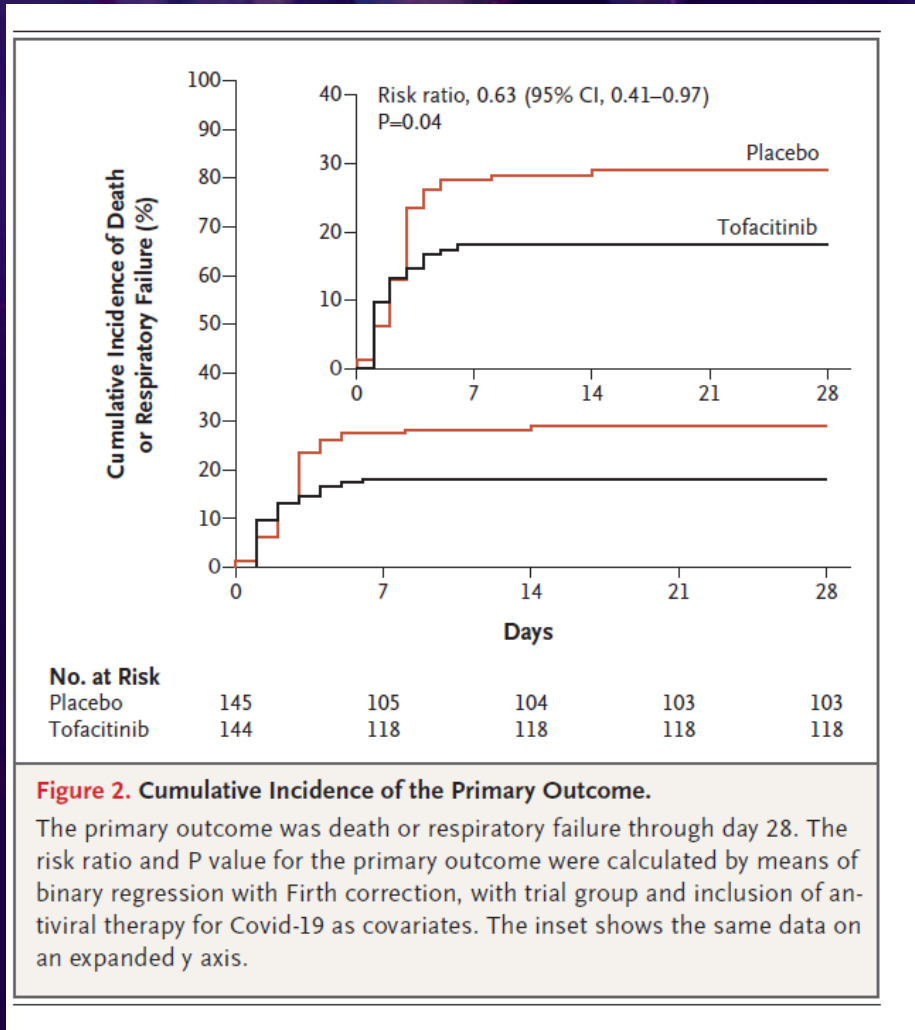 100
90
80
70
60
50
40
30
20
10
0
Cumulative Incidence of Death
or Respiratory Failure (%)
40
30
20
10
0
Risk ratio, 0.63 (95% CI, 0.41–0.97)
P=0.04
Placebo
Tofacitinib
0 7 14 21 28
0 7 14 21 28
Days
No. at Risk
Placebo 145 105 104 103 103
Tofacitinib 144 118 118 118 118
Figure 2. Cumulative Incidence of the Primary Outcome.
The primary outcome was death or respiratory failure through day 28. The
risk ratio and P value for the primary outcome were calculated by means of
binary regression with Firth correction, with trial group and inclusion of an-
tiviral therapy for Covid-19 as covariates. The inset shows the same data on
an expanded y axis.